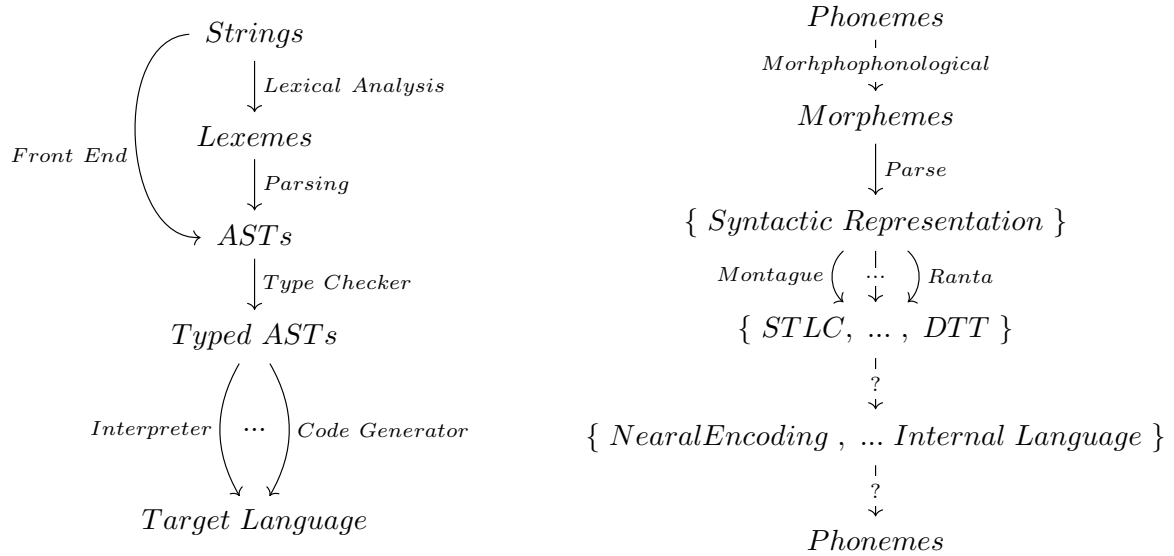 Strings
Lexical Analysis
Lexemes
Front End
Parsing
ASTs
Type Checker
Typed ASTs
Interpreter ... Code Generator
Target Language
Phonemes
Morhphophonological
Morphemes
Parse
{ Syntactic Representation }
Montague ... Ranta
{ STLC, ... , DTT }
?
{ NearalEncoding , ... Internal Language }
?
Phonemes